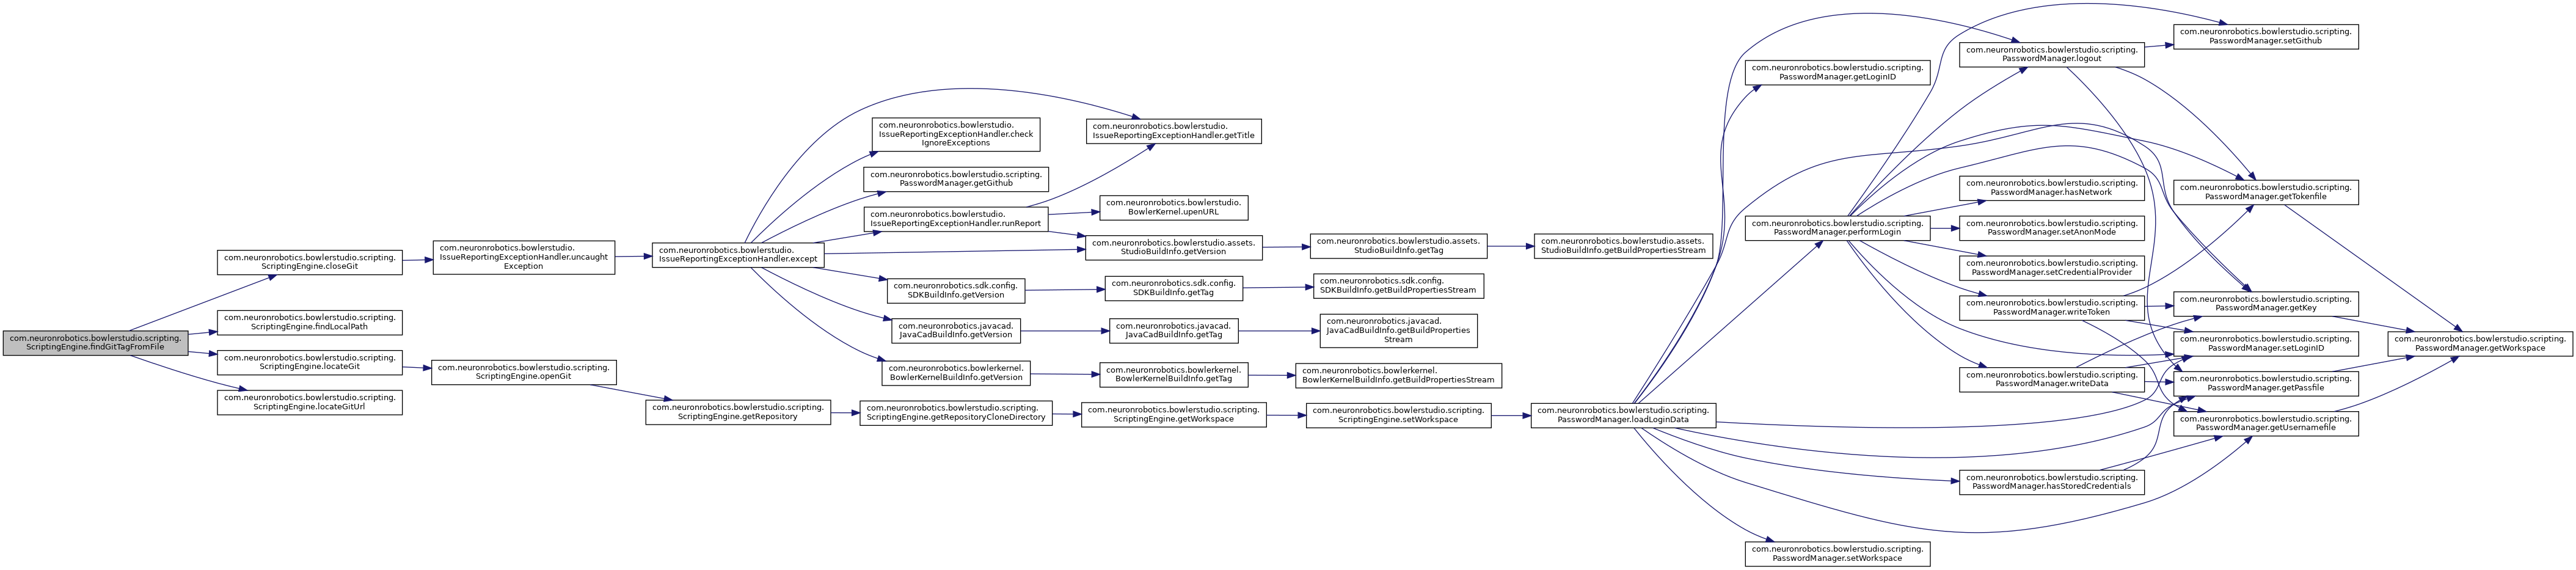 com.neuronrobotics.bowlerstudio.scripting.
ScriptingEngine.findGitTagFromFile
com.neuronrobotics.bowlerstudio.scripting.
ScriptingEngine.closeGit
com.neuronrobotics.bowlerstudio.
IssueReportingExceptionHandler.uncaught
Exception
com.neuronrobotics.bowlerstudio.
IssueReportingExceptionHandler.except
com.neuronrobotics.bowlerstudio.
IssueReportingExceptionHandler.check
IgnoreExceptions
com.neuronrobotics.bowlerstudio.
IssueReportingExceptionHandler.getTitle
com.neuronrobotics.bowlerstudio.scripting.
PasswordManager.getGithub
com.neuronrobotics.bowlerstudio.
IssueReportingExceptionHandler.runReport
com.neuronrobotics.bowlerstudio.
BowlerKernel.upenURL
com.neuronrobotics.bowlerstudio.assets.
StudioBuildInfo.getVersion
com.neuronrobotics.bowlerstudio.assets.
StudioBuildInfo.getTag
com.neuronrobotics.bowlerstudio.assets.
StudioBuildInfo.getBuildPropertiesStream
com.neuronrobotics.sdk.config.
SDKBuildInfo.getVersion
com.neuronrobotics.sdk.config.
SDKBuildInfo.getTag
com.neuronrobotics.sdk.config.
SDKBuildInfo.getBuildPropertiesStream
com.neuronrobotics.javacad.
JavaCadBuildInfo.getVersion
com.neuronrobotics.javacad.
JavaCadBuildInfo.getTag
com.neuronrobotics.javacad.
JavaCadBuildInfo.getBuildProperties
Stream
com.neuronrobotics.bowlerkernel.
BowlerKernelBuildInfo.getVersion
com.neuronrobotics.bowlerkernel.
BowlerKernelBuildInfo.getTag
com.neuronrobotics.bowlerkernel.
BowlerKernelBuildInfo.getBuildPropertiesStream
com.neuronrobotics.bowlerstudio.scripting.
ScriptingEngine.findLocalPath
com.neuronrobotics.bowlerstudio.scripting.
ScriptingEngine.locateGit
com.neuronrobotics.bowlerstudio.scripting.
ScriptingEngine.openGit
com.neuronrobotics.bowlerstudio.scripting.
ScriptingEngine.locateGitUrl
com.neuronrobotics.bowlerstudio.scripting.
ScriptingEngine.getRepository
com.neuronrobotics.bowlerstudio.scripting.
ScriptingEngine.getRepositoryCloneDirectory
com.neuronrobotics.bowlerstudio.scripting.
ScriptingEngine.getWorkspace
com.neuronrobotics.bowlerstudio.scripting.
ScriptingEngine.setWorkspace
com.neuronrobotics.bowlerstudio.scripting.
PasswordManager.loadLoginData
com.neuronrobotics.bowlerstudio.scripting.
PasswordManager.getLoginID
com.neuronrobotics.bowlerstudio.scripting.
PasswordManager.performLogin
com.neuronrobotics.bowlerstudio.scripting.
PasswordManager.setWorkspace
com.neuronrobotics.bowlerstudio.scripting.
PasswordManager.logout
com.neuronrobotics.bowlerstudio.scripting.
PasswordManager.hasNetwork
com.neuronrobotics.bowlerstudio.scripting.
PasswordManager.setAnonMode
com.neuronrobotics.bowlerstudio.scripting.
PasswordManager.setCredentialProvider
com.neuronrobotics.bowlerstudio.scripting.
PasswordManager.writeToken
com.neuronrobotics.bowlerstudio.scripting.
PasswordManager.writeData
com.neuronrobotics.bowlerstudio.scripting.
PasswordManager.hasStoredCredentials
com.neuronrobotics.bowlerstudio.scripting.
PasswordManager.setGithub
com.neuronrobotics.bowlerstudio.scripting.
PasswordManager.getTokenfile
com.neuronrobotics.bowlerstudio.scripting.
PasswordManager.getKey
com.neuronrobotics.bowlerstudio.scripting.
PasswordManager.setLoginID
com.neuronrobotics.bowlerstudio.scripting.
PasswordManager.getPassfile
com.neuronrobotics.bowlerstudio.scripting.
PasswordManager.getUsernamefile
com.neuronrobotics.bowlerstudio.scripting.
PasswordManager.getWorkspace